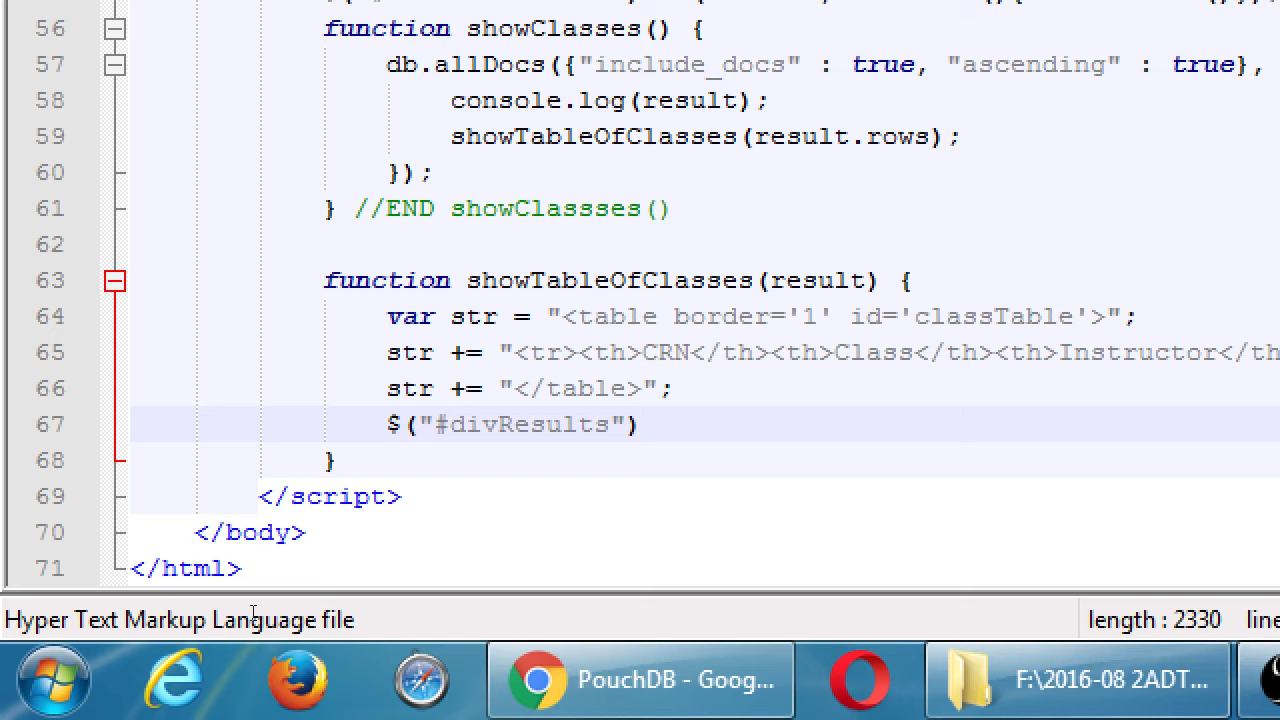 56 function showClasses() {
57 db.allDocs({"include_docs" : true, "ascending" : true},
58 console.log(result);
59 showTableOfClasses(result.rows);
60 });
61 } //END showClassses()
62
63 function showTableOfClasses(result) {
64 var str = "<table border='1' id='classTable'>";
65 str += "<tr><th>CRN</th><th>Class</th><th>Instructor</th
66 str += "</table>";
67 $("#divResults")
68 }
69 </script>
70 </body>
71 </html>
Hyper Text Markup Language file length : 2330 line
PouchDB - Goog... F:\2016-08 2ADT...